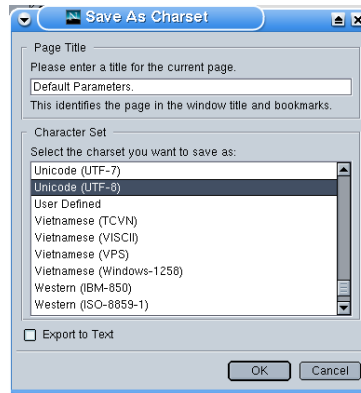 Save As Charset
Page Title
Please enter a title for the current page.
Default Parameters.
This identifies the page in the window title and bookmarks.
Character Set
Select the charset you want to save as:
Unicode (UTF-7)
Unicode (UTF-8)
User Defined
Vietnamese (TCVN)
Vietnamese (VISCII)
Vietnamese (VPS)
Vietnamese (Windows-1258)
Western (IBM-850)
Western (ISO-8859-1)
Export to Text
OK Cancel